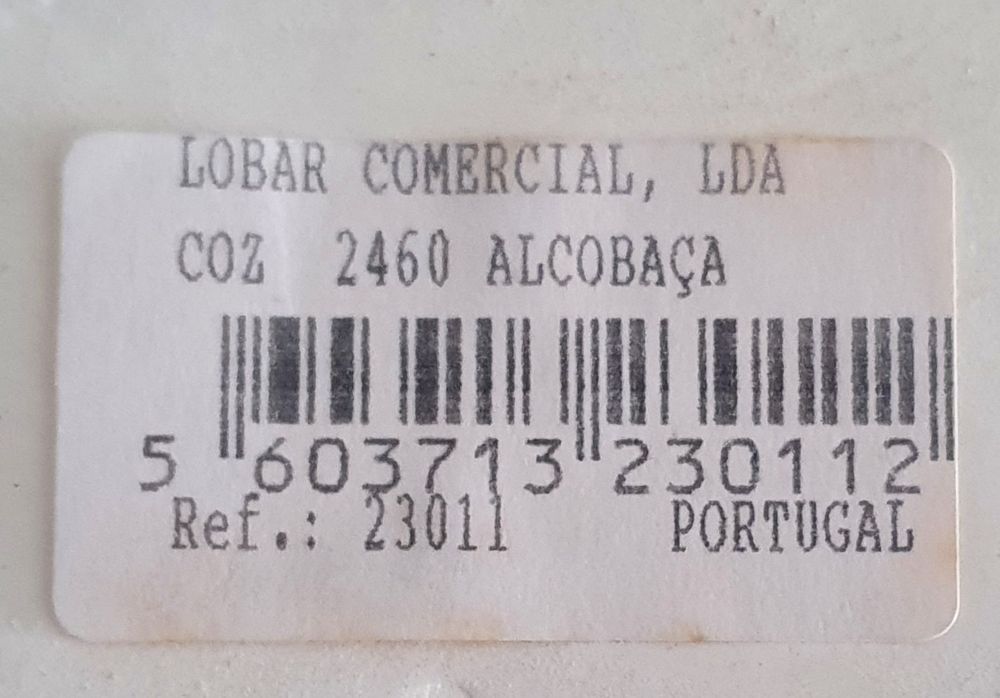 LOBAR COMERCIAL, LDA
COZ 2460 ALCOBAÇA
5 603713 230112
Ref.: 23011 PORTUGAL